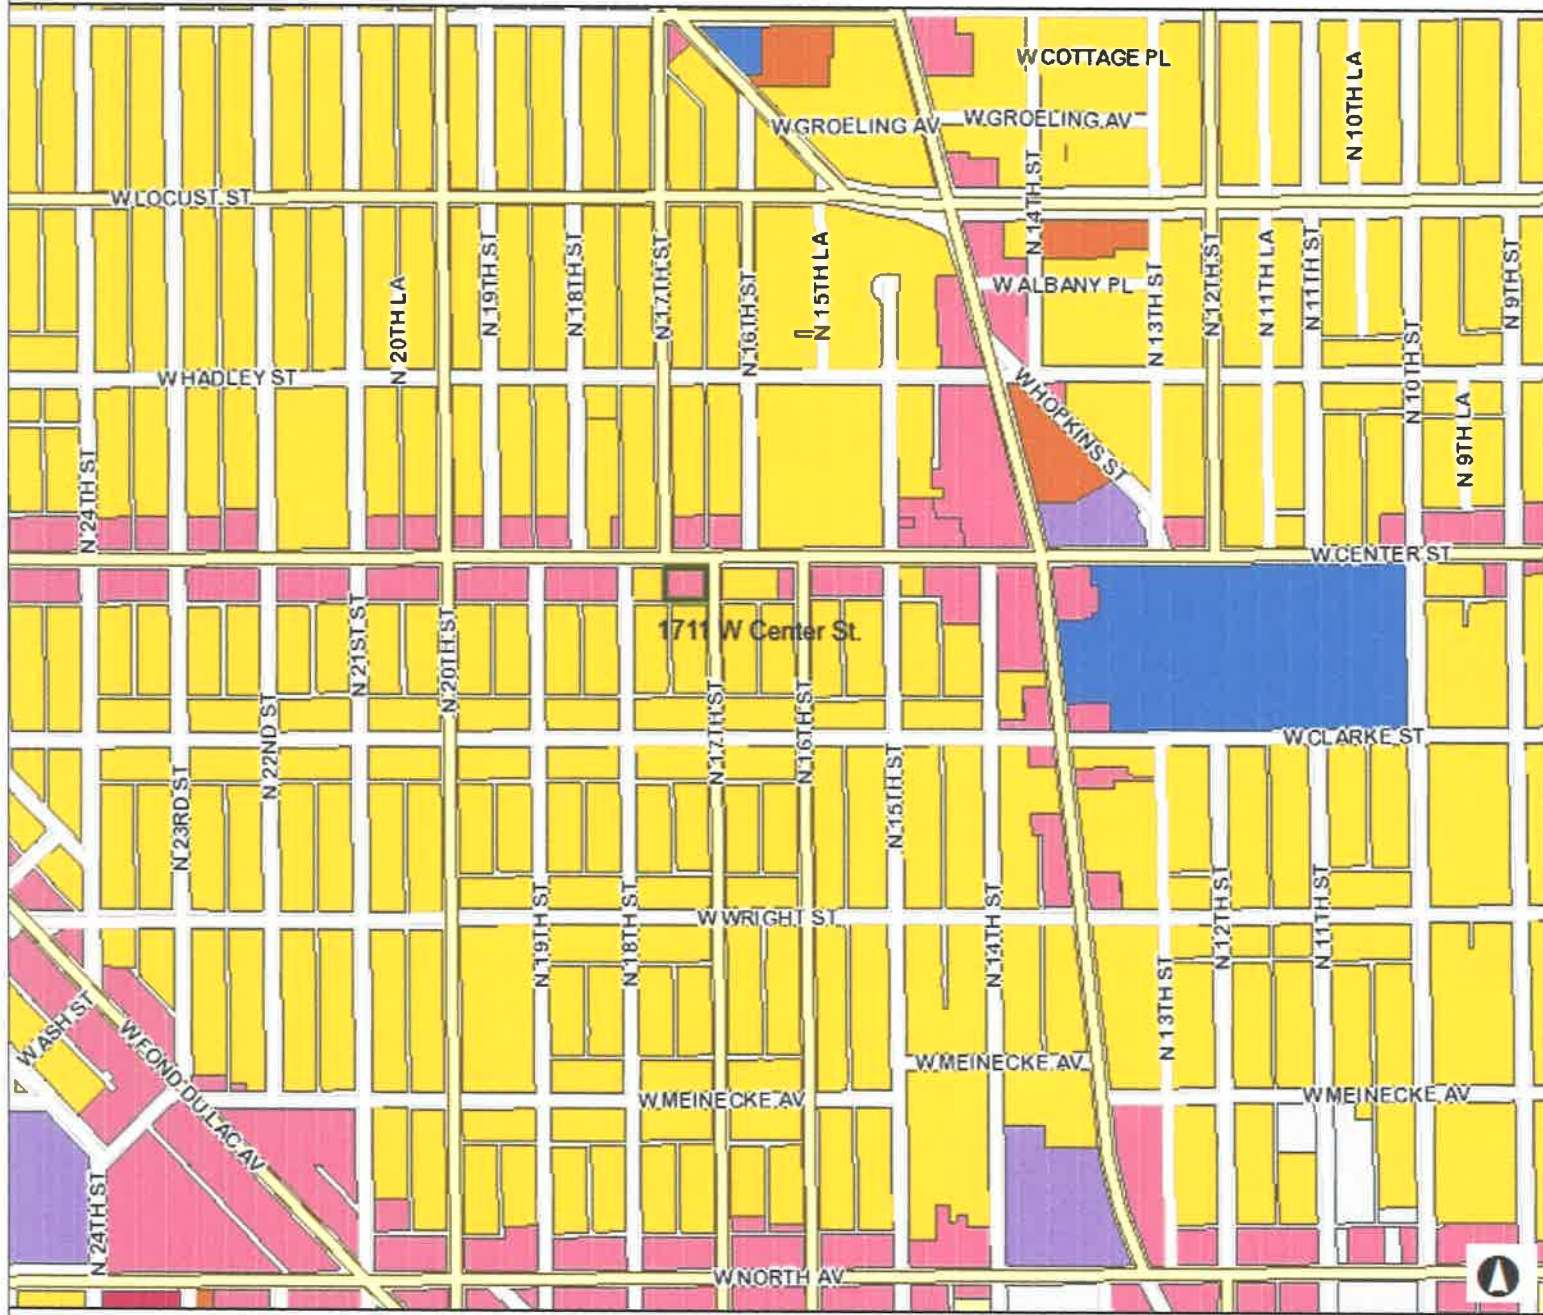 W COTTAGE PL
N 10TH LA
W GROELING AV
W GROELING AV
N 14TH ST
W LOCUST ST
N 20TH LA
N 19TH ST
N 18TH ST
N 17TH ST
N 16TH ST
N 15TH LA
W ALBANY PL
N 13TH ST
N 12TH ST
N 11TH LA
N 11TH ST
N 10TH ST
N 9TH ST
W HADLEY ST
W HOPKINS ST
N 9TH LA
N 24TH ST
W CENTER ST
1711 W Center St.
N 21ST ST
N 20TH ST
N 22ND ST
N 17TH ST
N 16TH ST
W CLARKE ST
N 23RD ST
N 15TH ST
N 19TH ST
N 18TH ST
W WRIGHT ST
N 14TH ST
N 12TH ST
N 11TH ST
N 13TH ST
W ASH ST
W FOND DU LAC AV
W MEINECKE AV
W MEINECKE AV
W MEINECKE AV
N 24TH ST
W NORTH AV